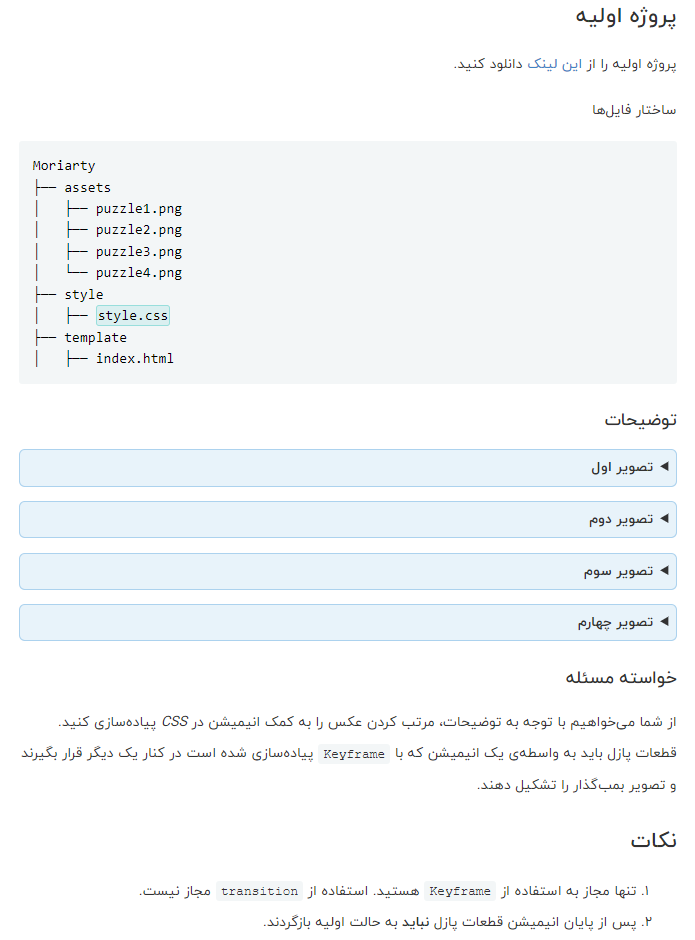 پروژه اولیه
پروژه اولیه را از این لینک دانلود کنید.
ساختار فایل‌ها
Moriarty
├── assets
│   ├── puzzle1.png
│   ├── puzzle2.png
│   ├── puzzle3.png
│   └── puzzle4.png
├── style
│   ├── style.css
├── template
│   ├── index.html
توضیحات
◀ تصویر اول
◀ تصویر دوم
◀ تصویر سوم
◀ تصویر چهارم
خواسته مسئله
از شما می‌خواهیم با توجه به توضیحات، مرتب کردن عکس را به کمک انیمیشن در CSS پیاده‌سازی کنید.
قطعات پازل باید به واسطه‌ی یک انیمیشن که با Keyframe پیاده‌سازی شده است در کنار یک دیگر قرار بگیرند
و تصویر بمب‌گذار را تشکیل دهند.
نکات
۱. تنها مجاز به استفاده از Keyframe هستید. استفاده از transition مجاز نیست.
۲. پس از پایان انیمیشن قطعات پازل نباید به حالت اولیه بازگردند.